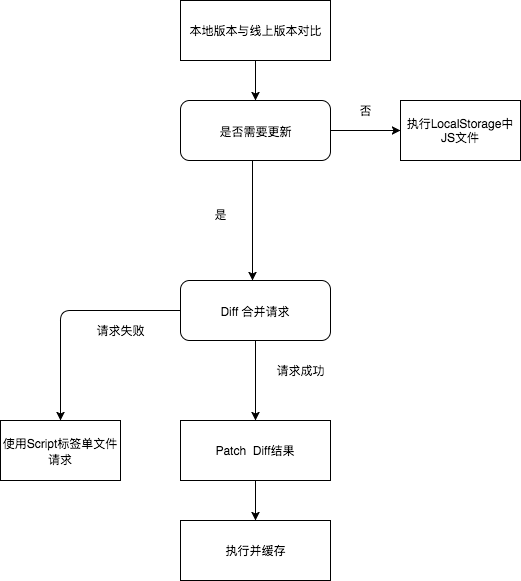 本地版本与线上版本对比
是否需要更新
否
执行LocalStorage中
JS文件
是
Diff 合并请求
请求失败
请求成功
使用Script标签单文件
请求
Patch Diff结果
执行并缓存